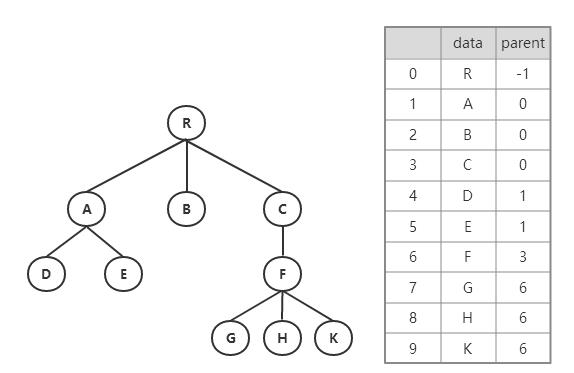 R
A B C
D E F
G H K
data parent
0 R -1
1 A 0
2 B 0
3 C 0
4 D 1
5 E 1
6 F 3
7 G 6
8 H 6
9 K 6